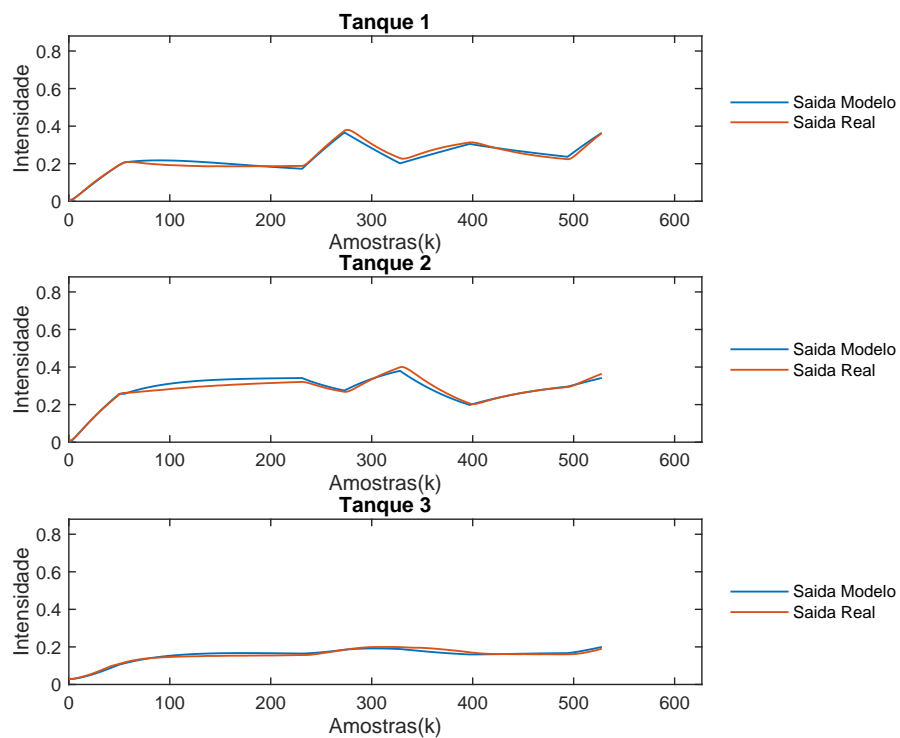 Tanque 1
Intensidade
0.8
0.6
0.4
0.2
0
0 100 200 300 400 500 600
Amostras(k)
Saida Modelo
Saida Real
Tanque 2
Intensidade
0.8
0.6
0.4
0.2
0
0 100 200 300 400 500 600
Amostras(k)
Saida Modelo
Saida Real
Tanque 3
Intensidade
0.8
0.6
0.4
0.2
0
0 100 200 300 400 500 600
Amostras(k)
Saida Modelo
Saida Real